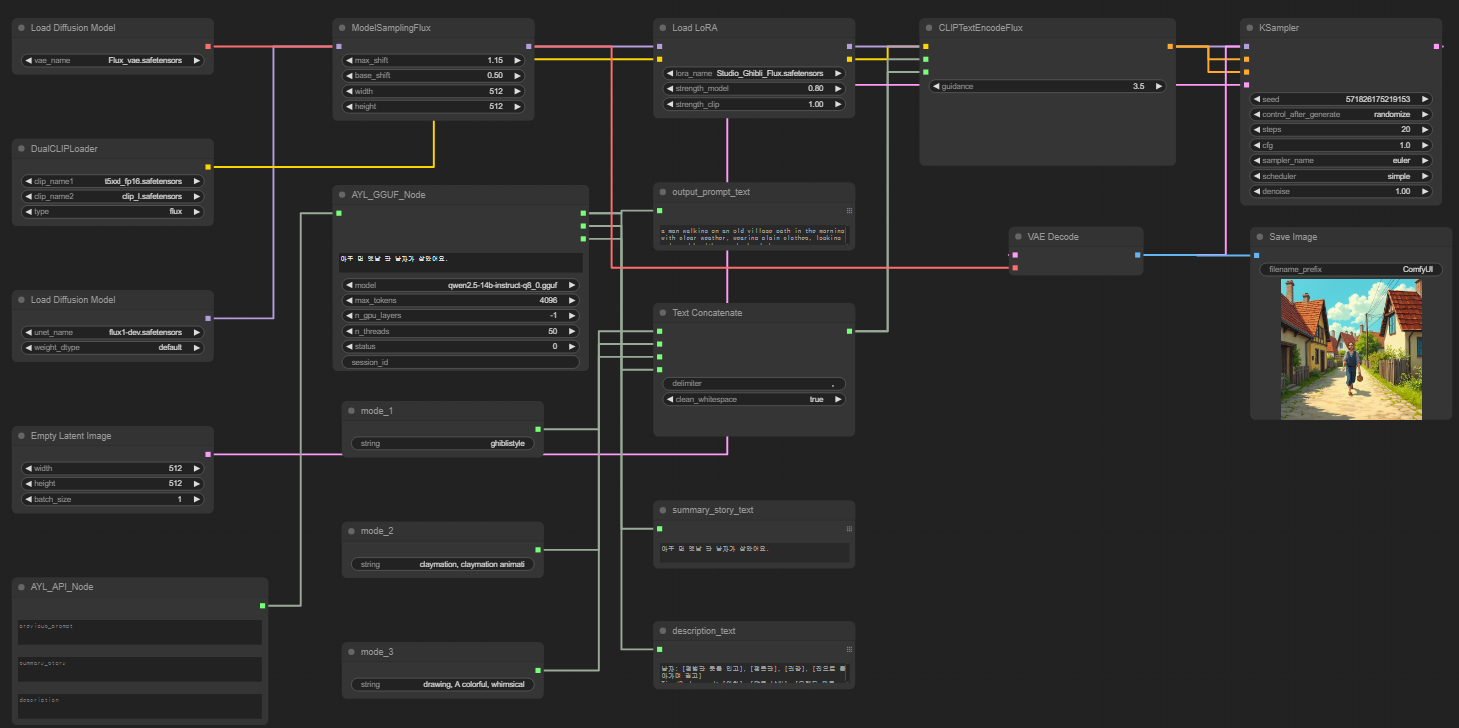 Load Diffusion Model
vae_name Flux_vae.safetensors
DualCLIPLoader
clip_name1 t5xxl_fp16.safetensors
clip_name2 clip_l.safetensors
type flux
Load Diffusion Model
unet_name flux1-dev.safetensors
weight_dtype default
Empty Latent Image
width 512
height 512
batch_size 1
AYL_API_Node
previous_prompt
summary_story
description
ModelSamplingFlux
max_shift 1.15
base_shift 0.50
width 512
height 512
AYL_GGUF_Node
아주 먼 옛날 한 남자가 살았어요.
model qwen2.5-14b-instruct-q8_0.gguf
max_tokens 4096
n_gpu_layers -1
n_threads 50
status 0
session_id
mode_1
string ghiblistyle
mode_2
string claymation, claymation animati
mode_3
string drawing, A colorful, whimsical
Load LoRA
lora_name Studio_Ghibli_Flux.safetensors
strength_model 0.80
strength_clip 1.00
output_prompt_text
a man walking on an old village path in the morning
with clear weather, wearing plain clothes, looking
Text Concatenate
delimiter ,
clean_whitespace true
summary_story_text
아주 먼 옛날 한 남자가 살았어요.
description_text
남자:
CLIPTextEncodeFlux
guidance 3.5
VAE Decode
KSampler
seed 571826175219153
control_after_generate randomize
steps 20
cfg 1.0
sampler_name euler
scheduler simple
denoise 1.00
Save Image
filename_prefix ComfyUI